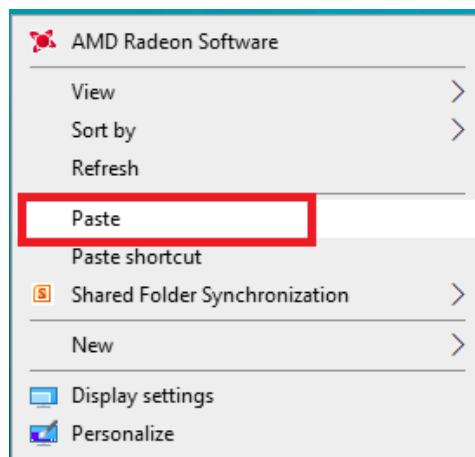 AMD Radeon Software
View
Sort by
Refresh
Paste
Paste shortcut
S Shared Folder Synchronization
New
Display settings
Personalize